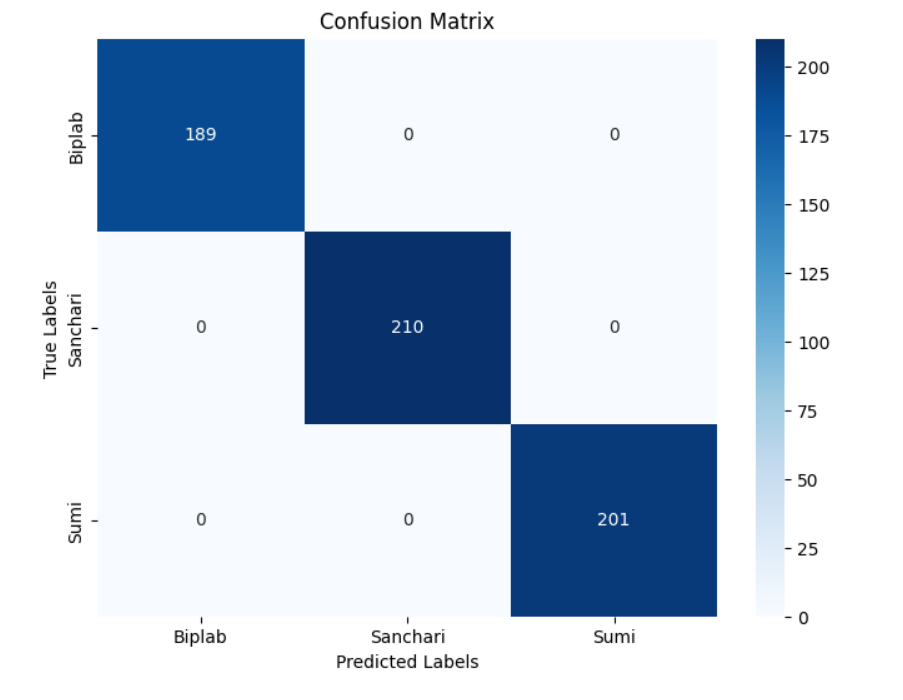 Confusion Matrix
Biplab 189 0 0
Sanchari 0 210 0
Sumi 0 0 201
True Labels
Biplab Sanchari Sumi
Predicted Labels
200
175
150
125
100
75
50
25
0